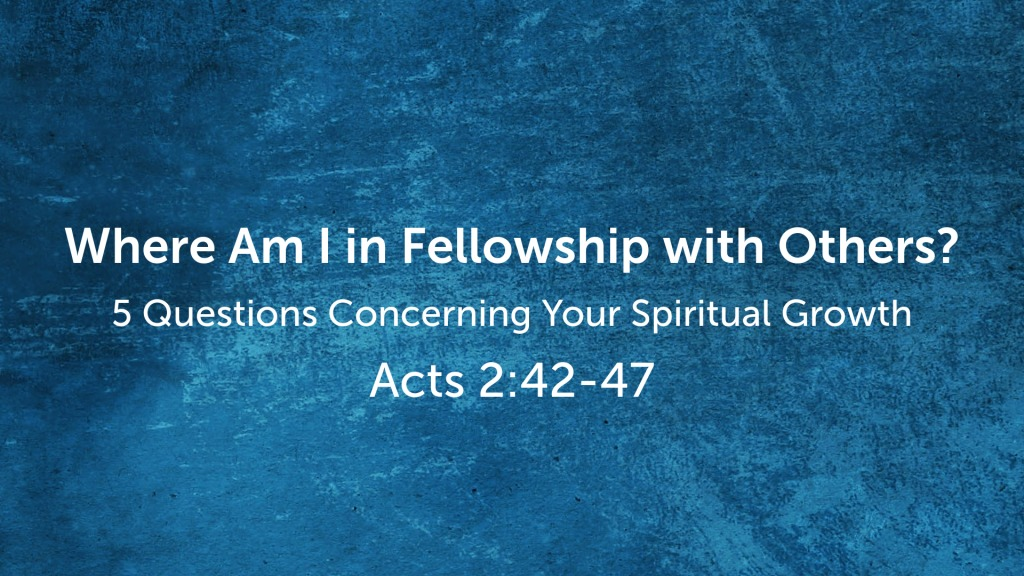 Where Am I in Fellowship with Others?
5 Questions Concerning Your Spiritual Growth
Acts 2:42-47